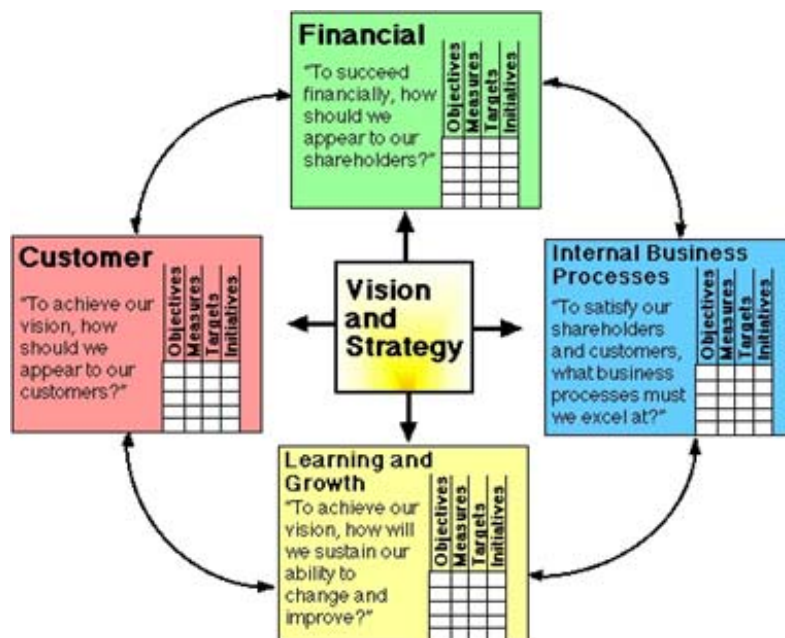 Financial
"To succeed
financially, how
should we
appear to our
shareholders?"
Objectives
Measures
Targets
Initiatives
Customer
"To achieve our
vision, how
should we
appear to our
customers?"
Objectives
Measures
Targets
Initiatives
Vision
and
Strategy
Internal Business
Processes
"To satisfy our
shareholders
and customers,
what business
processes must
we excel at?"
Objectives
Measures
Targets
Initiatives
Learning and
Growth
"To achieve our
vision, how will
we sustain our
ability to
change and
improve?"
Objectives
Measures
Targets
Initiatives